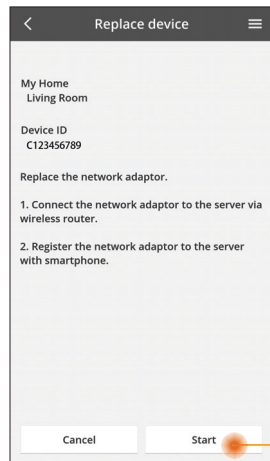 Replace device
My Home
Living Room
Device ID
C123456789
Replace the network adaptor.
1. Connect the network adaptor to the server via
wireless router.
2. Register the network adaptor to the server
with smartphone.
Cancel
Start